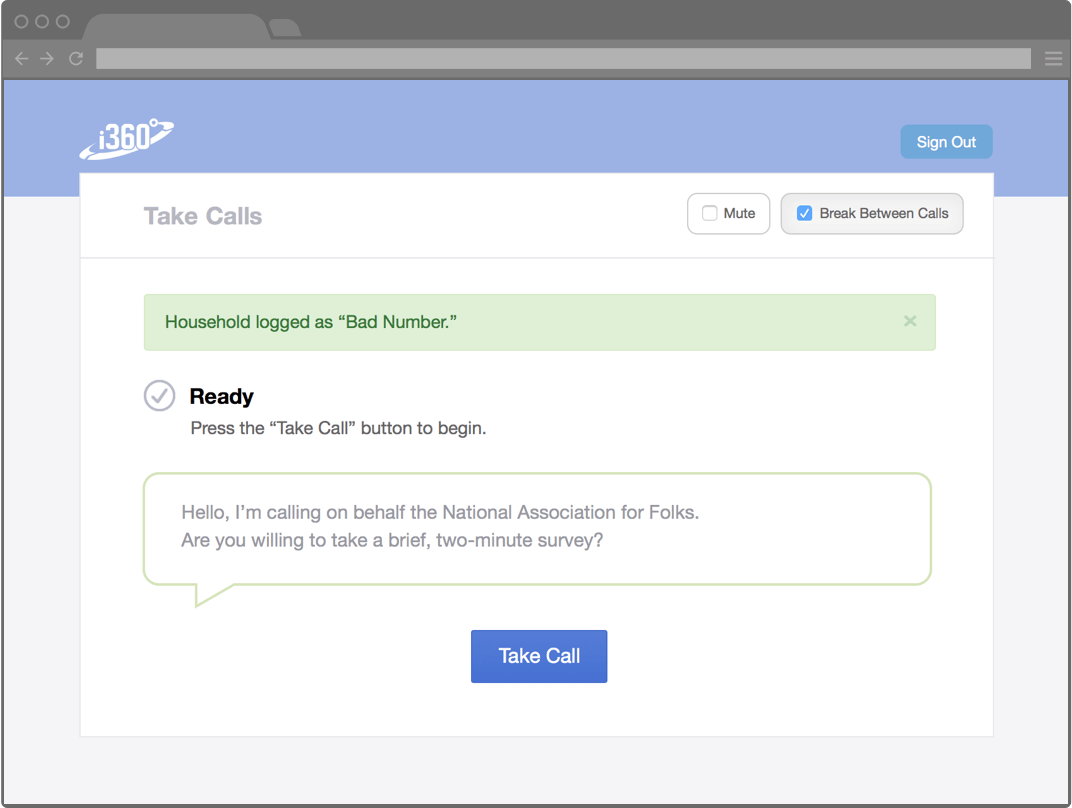 i360°
Sign Out
Take Calls
Mute
Break Between Calls
Household logged as “Bad Number.”
Ready
Press the “Take Call” button to begin.
Hello, I’m calling on behalf the National Association for Folks.
Are you willing to take a brief, two-minute survey?
Take Call